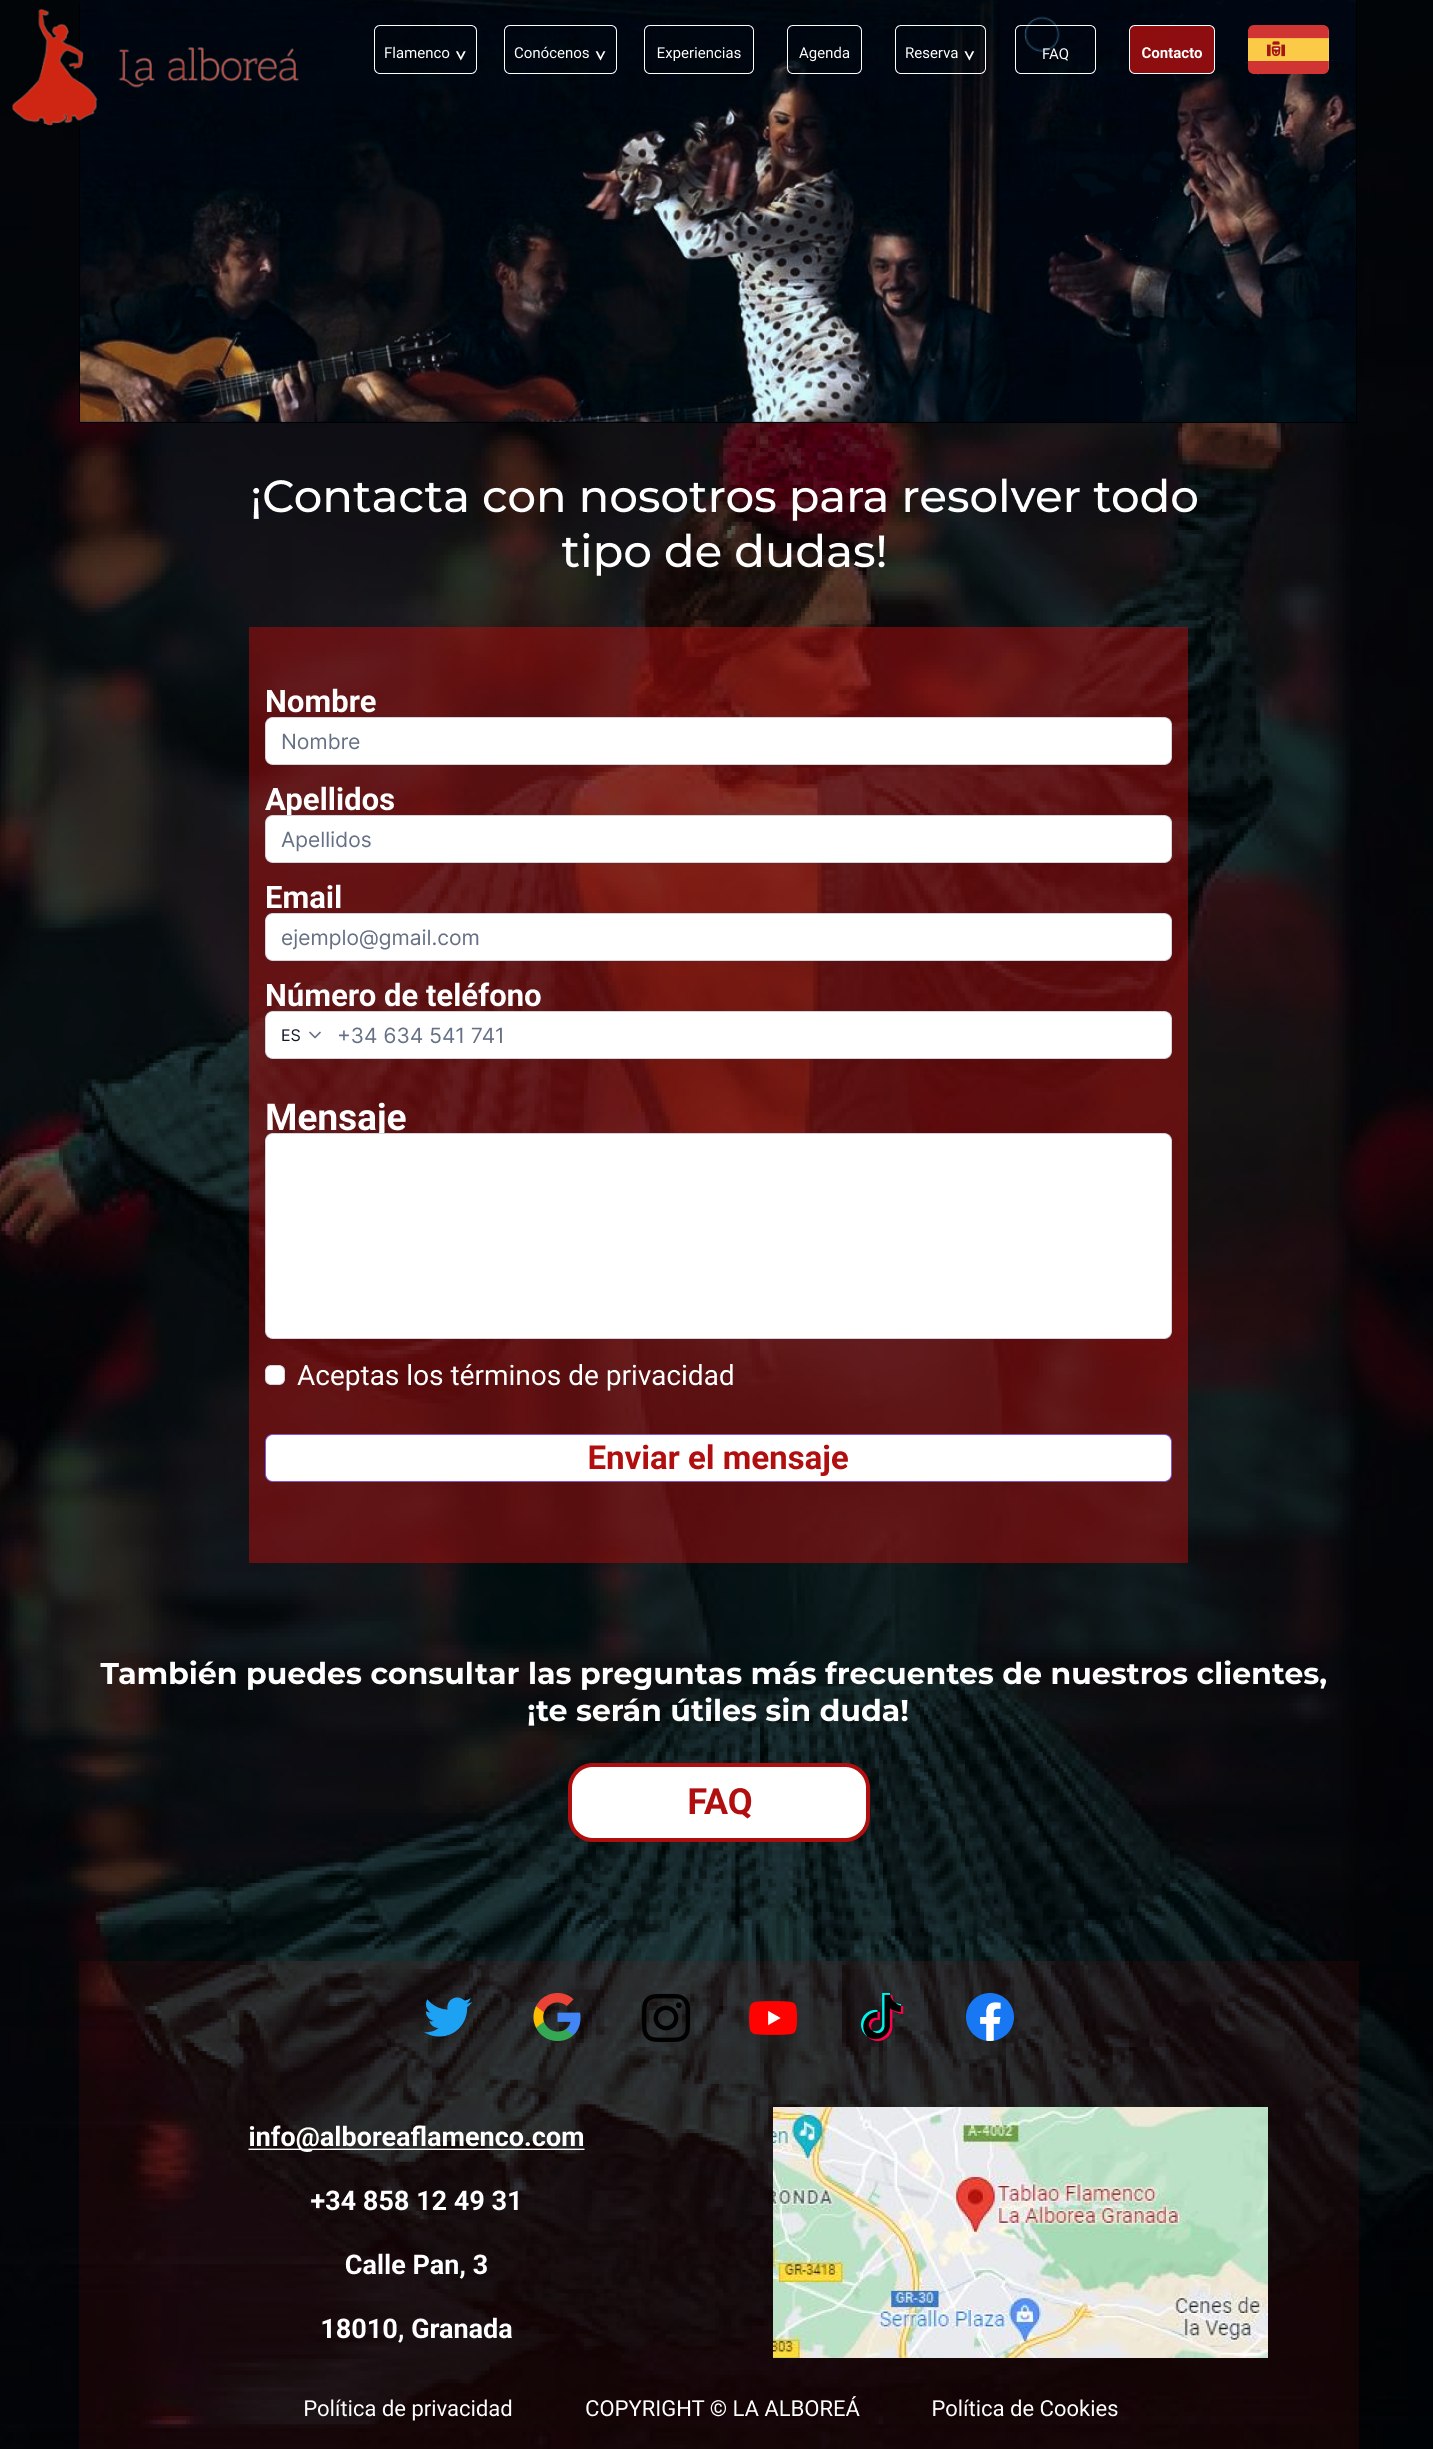 La alboreá
Flamenco
Conócenos
Experiencias
Agenda
Reserva
FAQ
Contacto
¡Contacta con nosotros para resolver todo
tipo de dudas!
Nombre
Nombre
Apellidos
Apellidos
Email
ejemplo@gmail.com
Número de teléfono
ES +34 634 541 741
Mensaje
Aceptas los términos de privacidad
Enviar el mensaje
También puedes consultar las preguntas más frecuentes de nuestros clientes,
¡te serán útiles sin duda!
FAQ
info@alboreaflamenco.com
+34 858 12 49 31
Calle Pan, 3
18010, Granada
en
A-4002
RONDA
Tablao Flamenco
La Alborea Granada
GR-3418
GR-30
Serrallo Plaza
Cenes de
la Vega
303
Política de privacidad
COPYRIGHT © LA ALBOREÁ
Política de Cookies